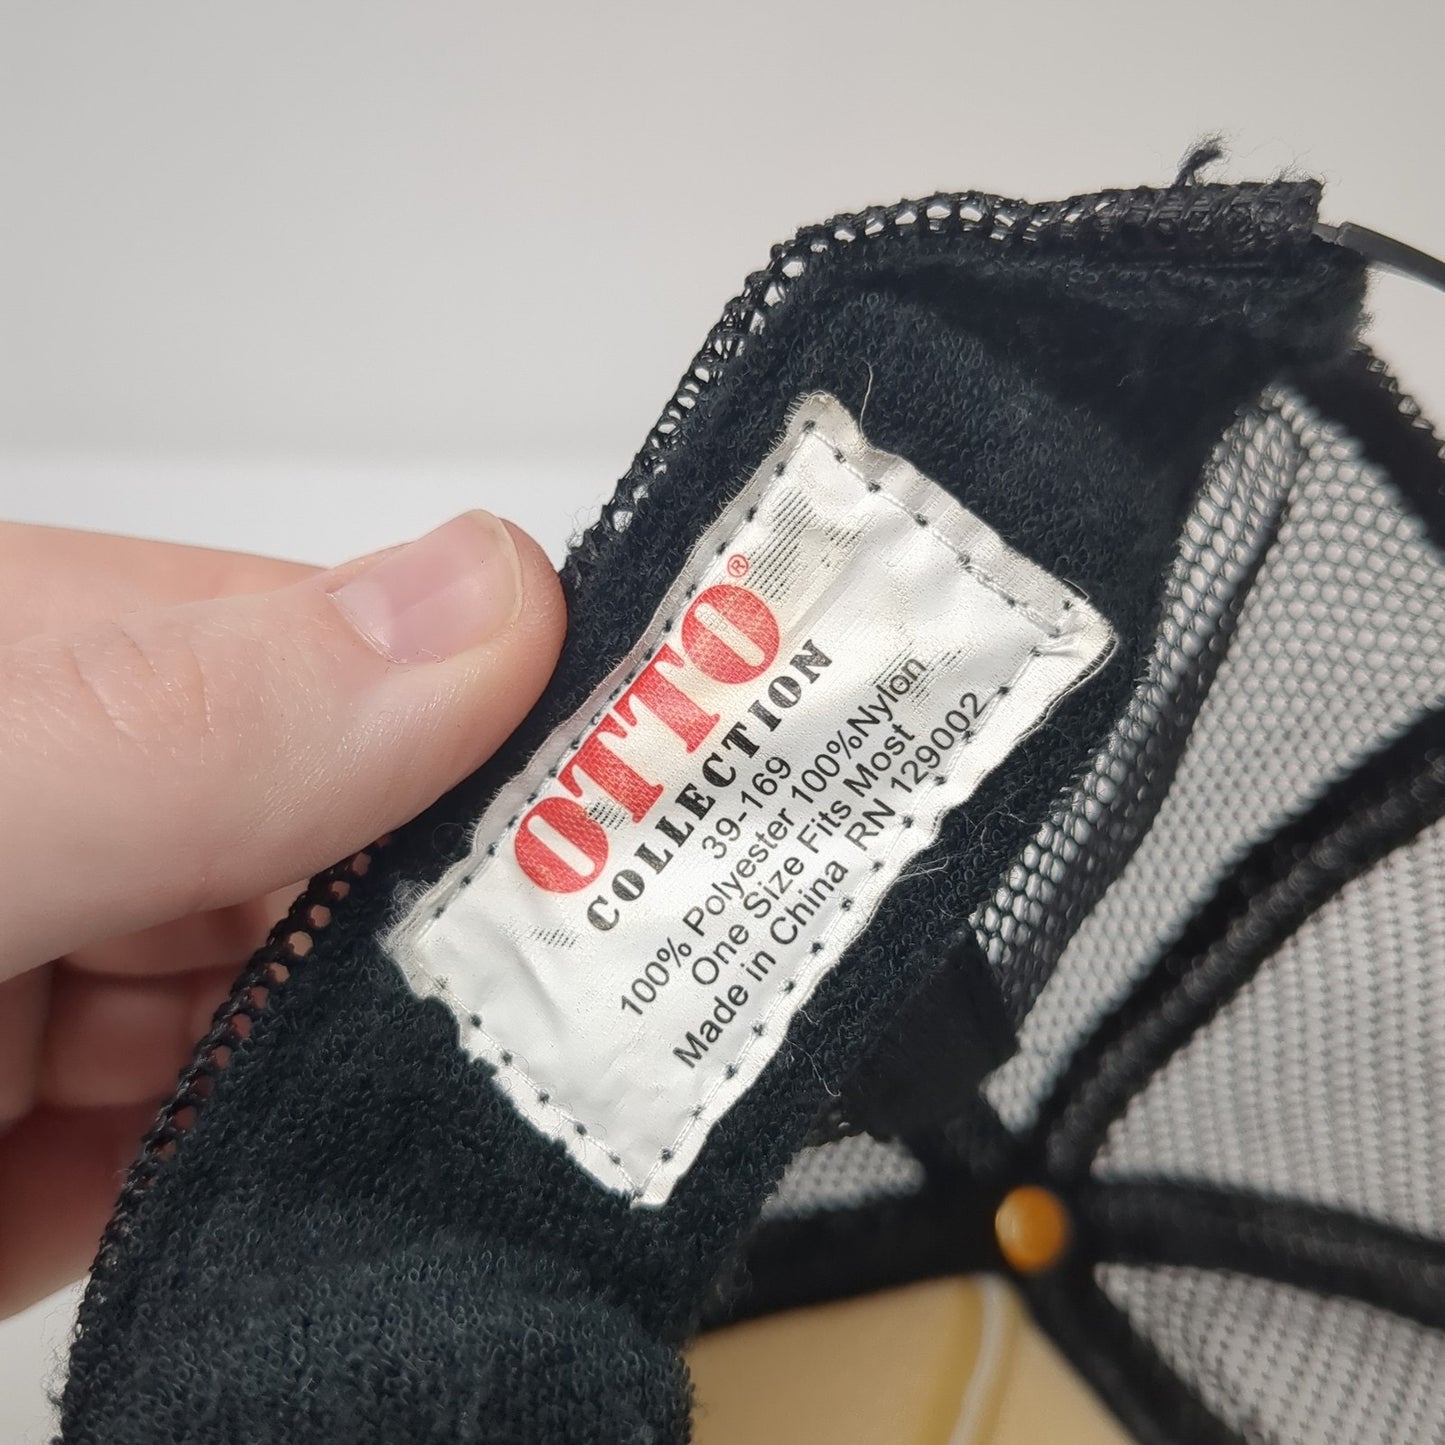 OTTO®
COLLECTION
39-169
100% Polyester 100%Nylon
One Size Fits Most
Made in China RN 129002